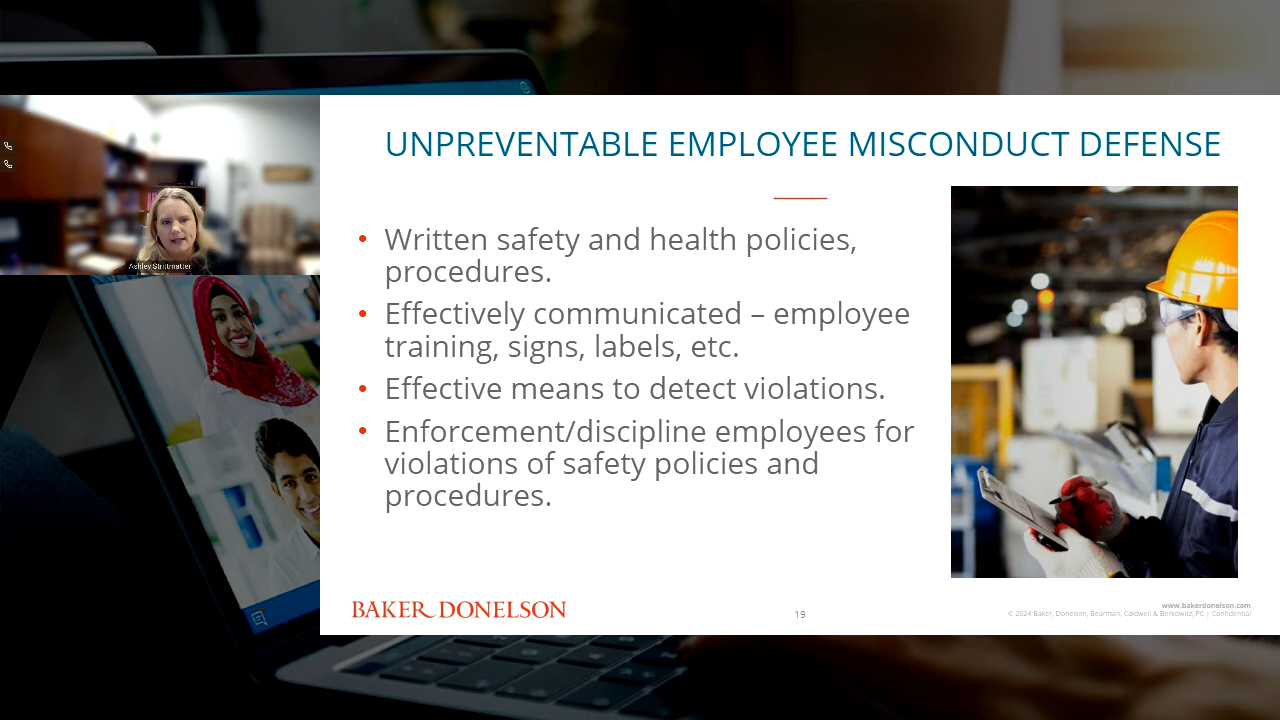 UNPREVENTABLE EMPLOYEE MISCONDUCT DEFENSE
Written safety and health policies,
procedures.
Effectively communicated – employee
training, signs, labels, etc.
Effective means to detect violations.
Enforcement/discipline employees for
violations of safety policies and
procedures.
Ashley Strittmatter
BAKER DONELSON
19
www.bakerdonelson.com
© 2024 Baker, Donelson, Bearman, Caldwell & Berkowitz, PC | Confidential